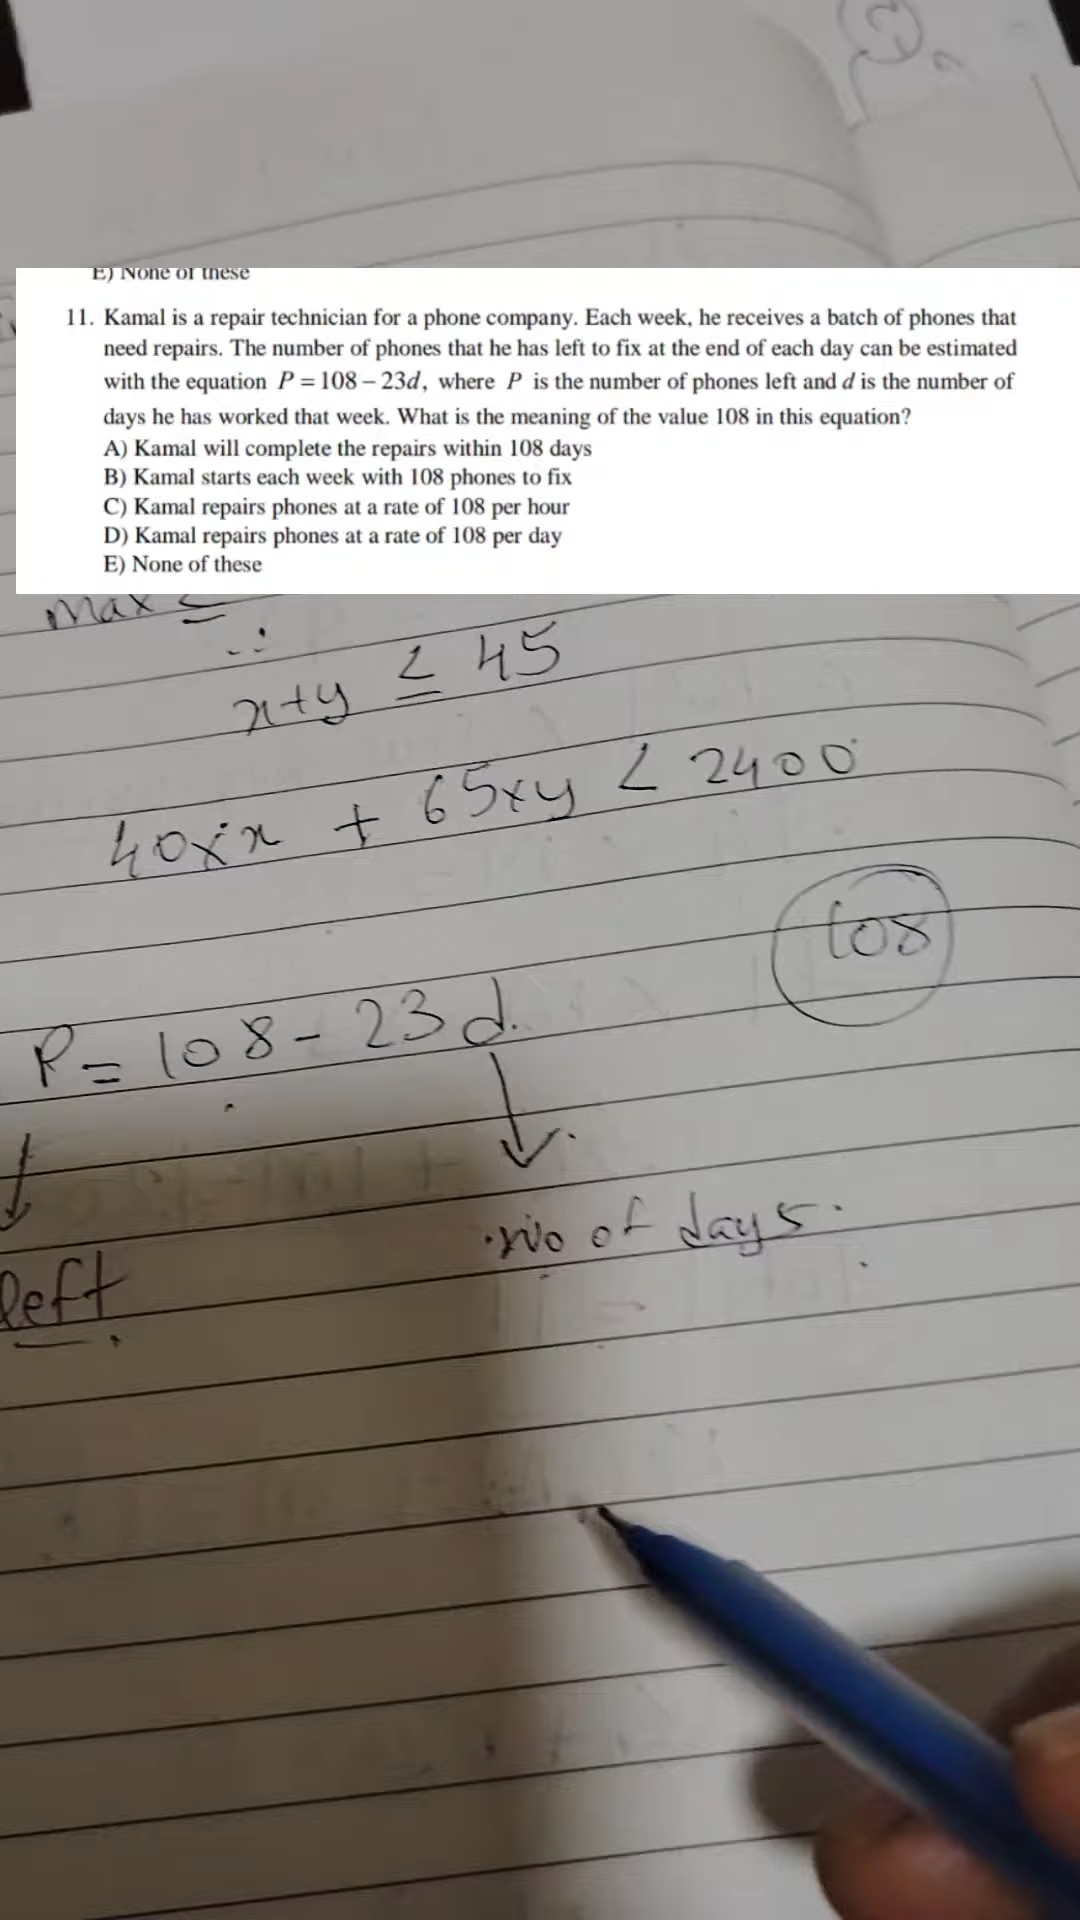 E) None of these
11. Kamal is a repair technician for a phone company. Each week, he receives a batch of phones that
need repairs. The number of phones that he has left to fix at the end of each day can be estimated
with the equation P = 108 – 23d, where P is the number of phones left and d is the number of
days he has worked that week. What is the meaning of the value 108 in this equation?
A) Kamal will complete the repairs within 108 days
B) Kamal starts each week with 108 phones to fix
C) Kamal repairs phones at a rate of 108 per hour
D) Kamal repairs phones at a rate of 108 per day
E) None of these
max ≤
x+y ≤ 45
40×x + 65×y < 2400
108
P= 108 - 23d.
no of days.
left